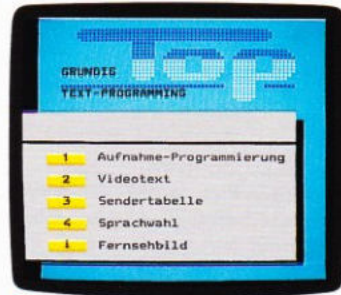 Top
GRUNDIG
TEXT-PROGRAMMING
1 Aufnahme-Programmierung
2 Videotext
3 Sendertabelle
4 Sprachwahl
i Fernsehbild